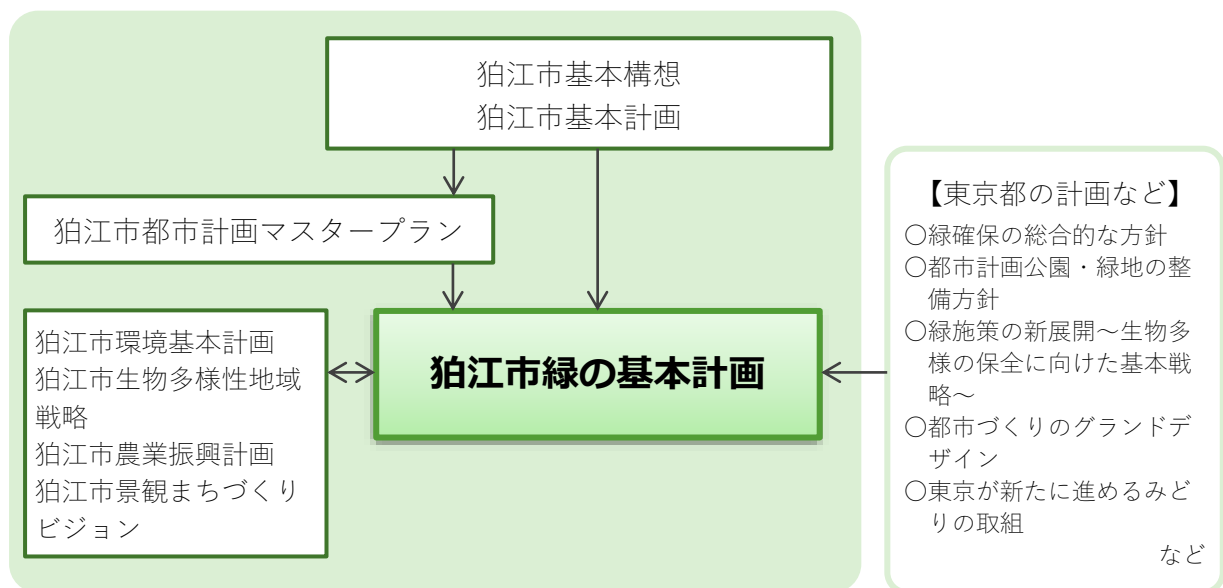 狛江市基本構想
狛江市基本計画
狛江市都市計画マスタープラン
狛江市環境基本計画
狛江市生物多様性地域
戦略
狛江市農業振興計画
狛江市景観まちづくり
ビジョン
狛江市緑の基本計画
【東京都の計画など】
〇緑確保の総合的な方針
〇都市計画公園・緑地の整
備方針
〇緑施策の新展開～生物多
様の保全に向けた基本戦
略～
〇都市づくりのグランドデ
ザイン
〇東京が新たに進めるみど
りの取組
など